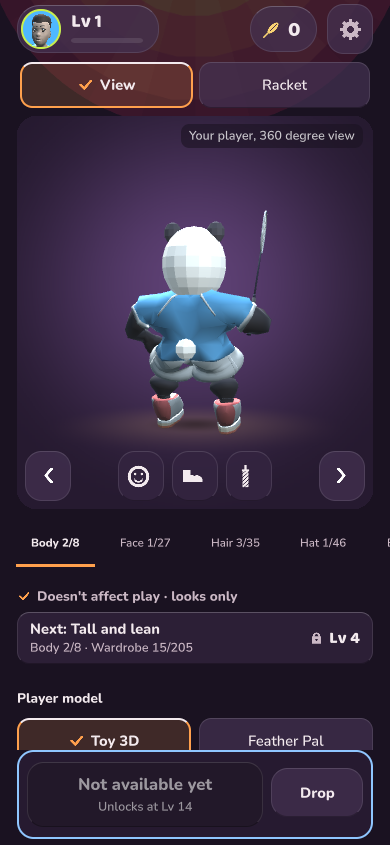 Lv 1
0
View
Racket
Your player, 360 degree view
Body 2/8
Face 1/27
Hair 3/35
Hat 1/46
Doesn't affect play · looks only
Next: Tall and lean
Body 2/8 · Wardrobe 15/205
Lv 4
Player model
Toy 3D
Feather Pal
Not available yet
Unlocks at Lv 14
Drop